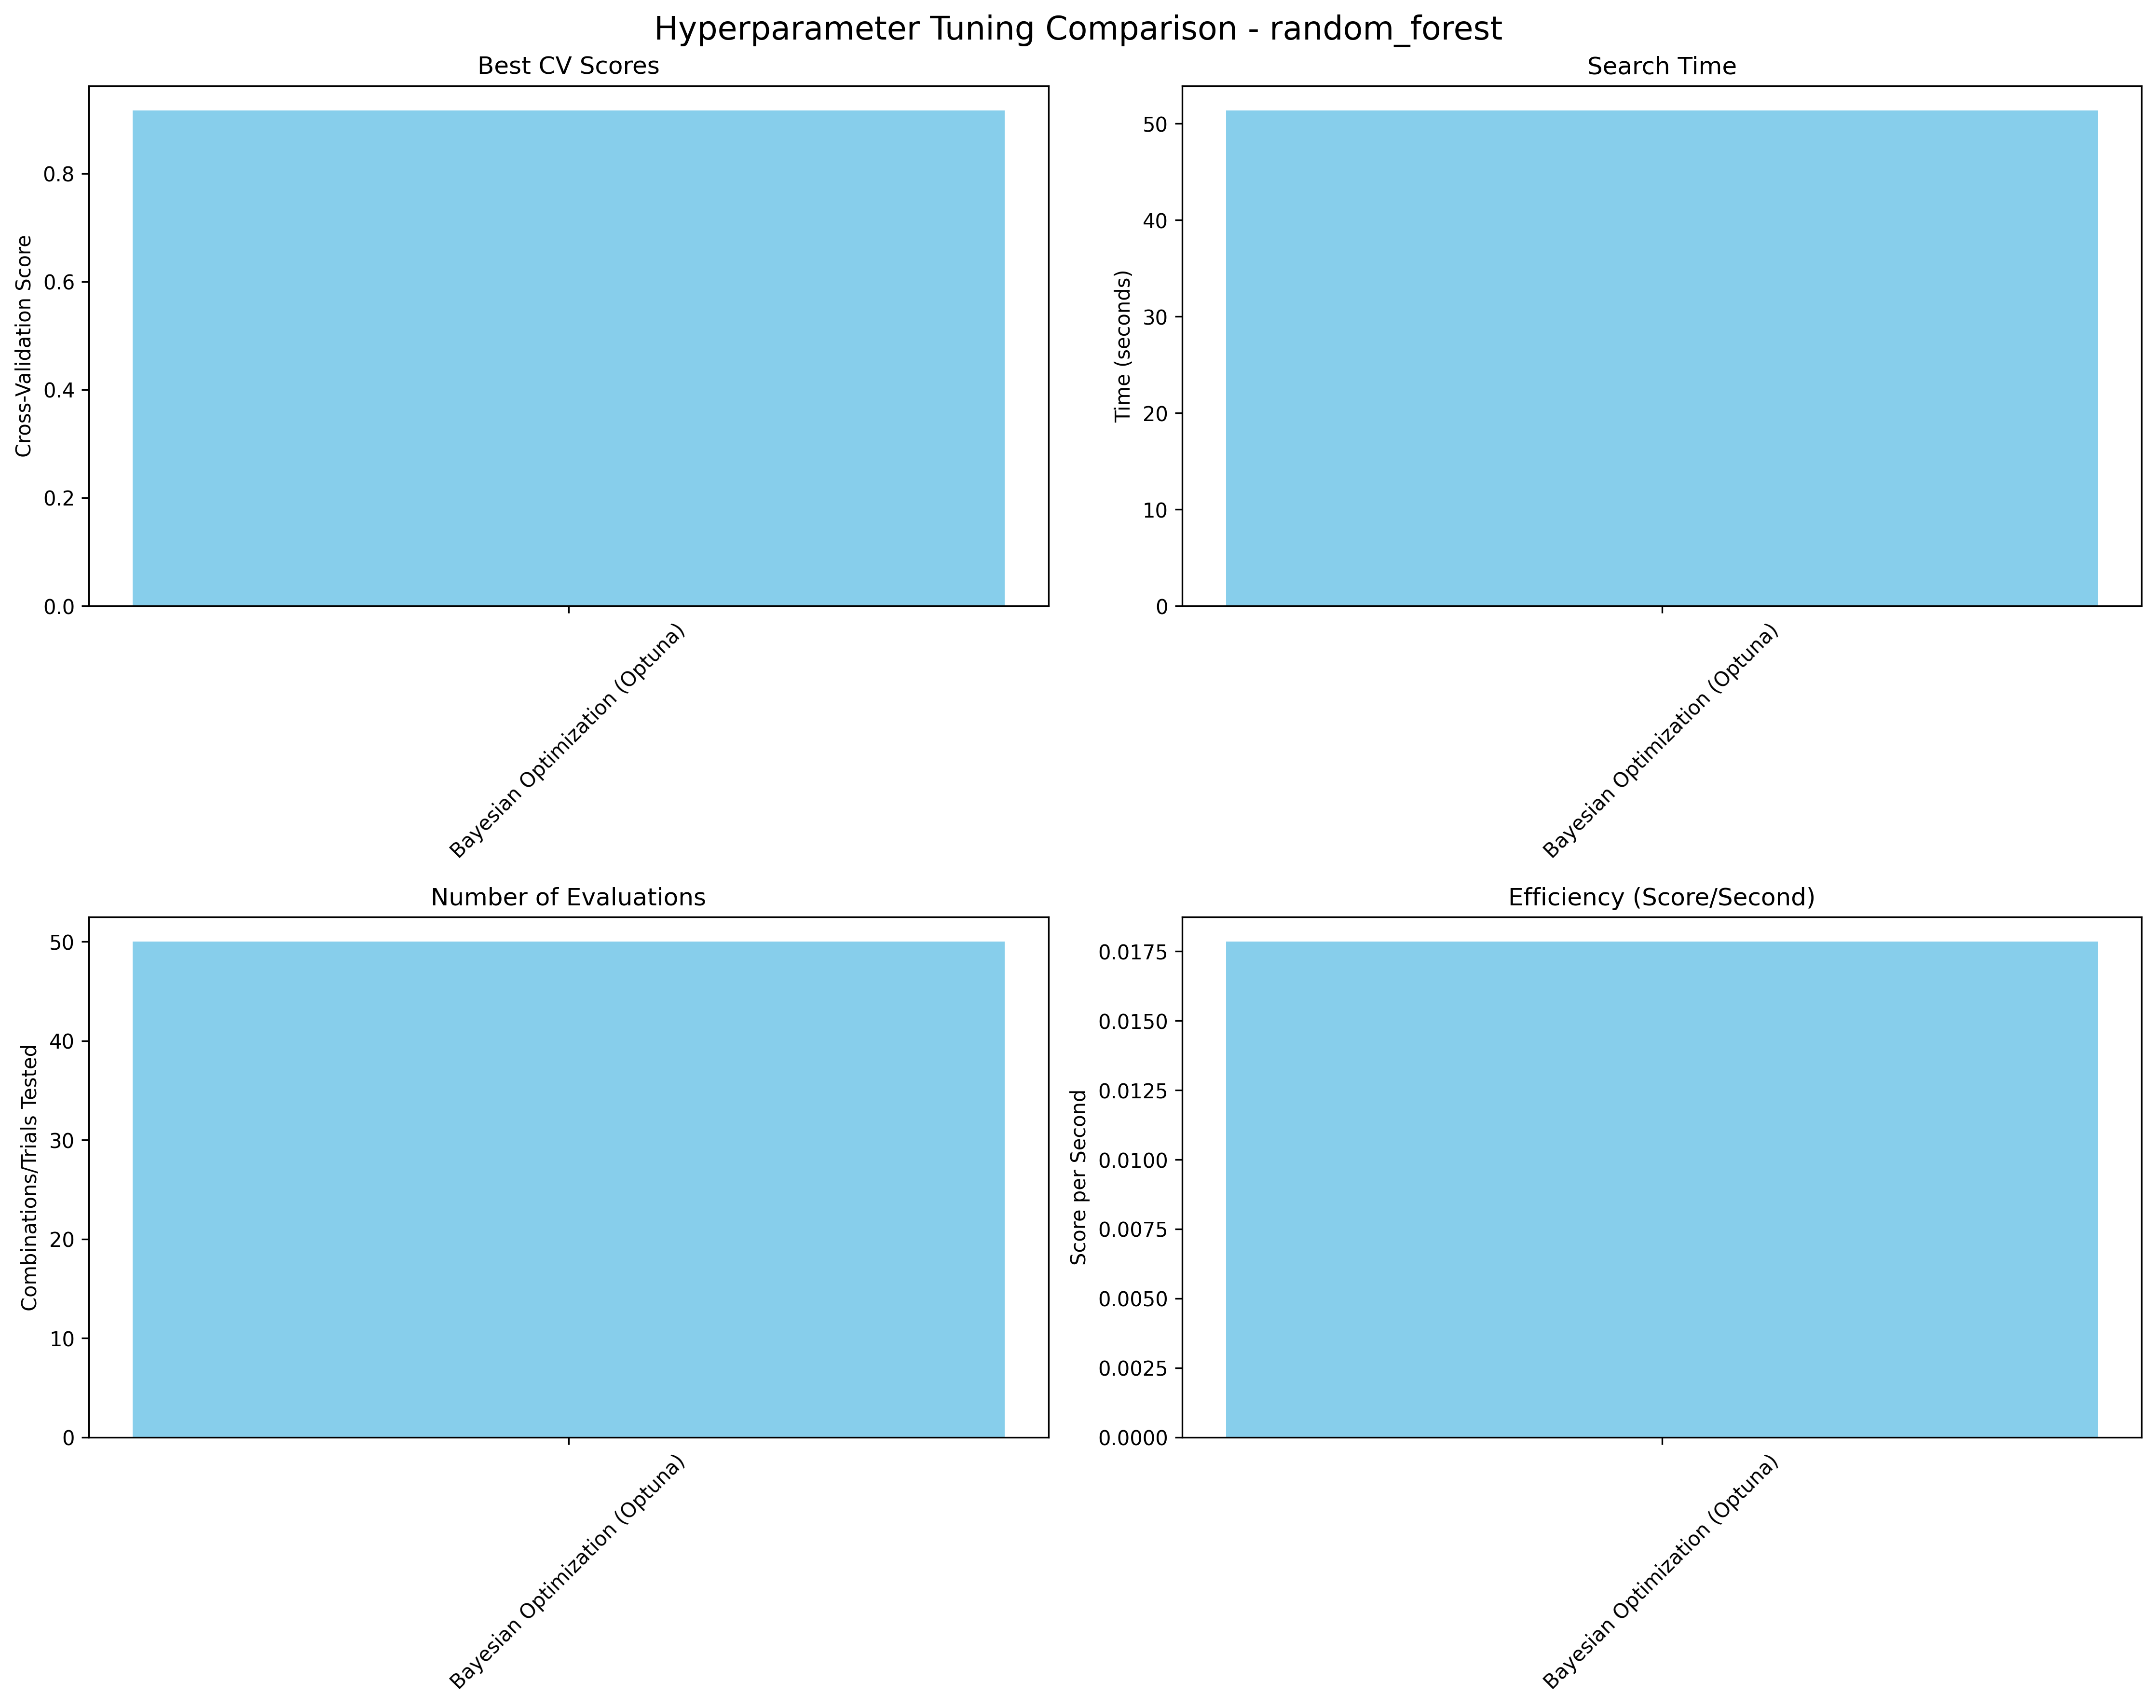 Hyperparameter Tuning Comparison - random_forest
Best CV Scores
Cross-Validation Score
0.8
0.6
0.4
0.2
0.0
Bayesian Optimization (Optuna)
Search Time
Time (seconds)
50
40
30
20
10
0
Bayesian Optimization (Optuna)
Number of Evaluations
Combinations/Trials Tested
50
40
30
20
10
0
Bayesian Optimization (Optuna)
Efficiency (Score/Second)
Score per Second
0.0175
0.0150
0.0125
0.0100
0.0075
0.0050
0.0025
0.0000
Bayesian Optimization (Optuna)